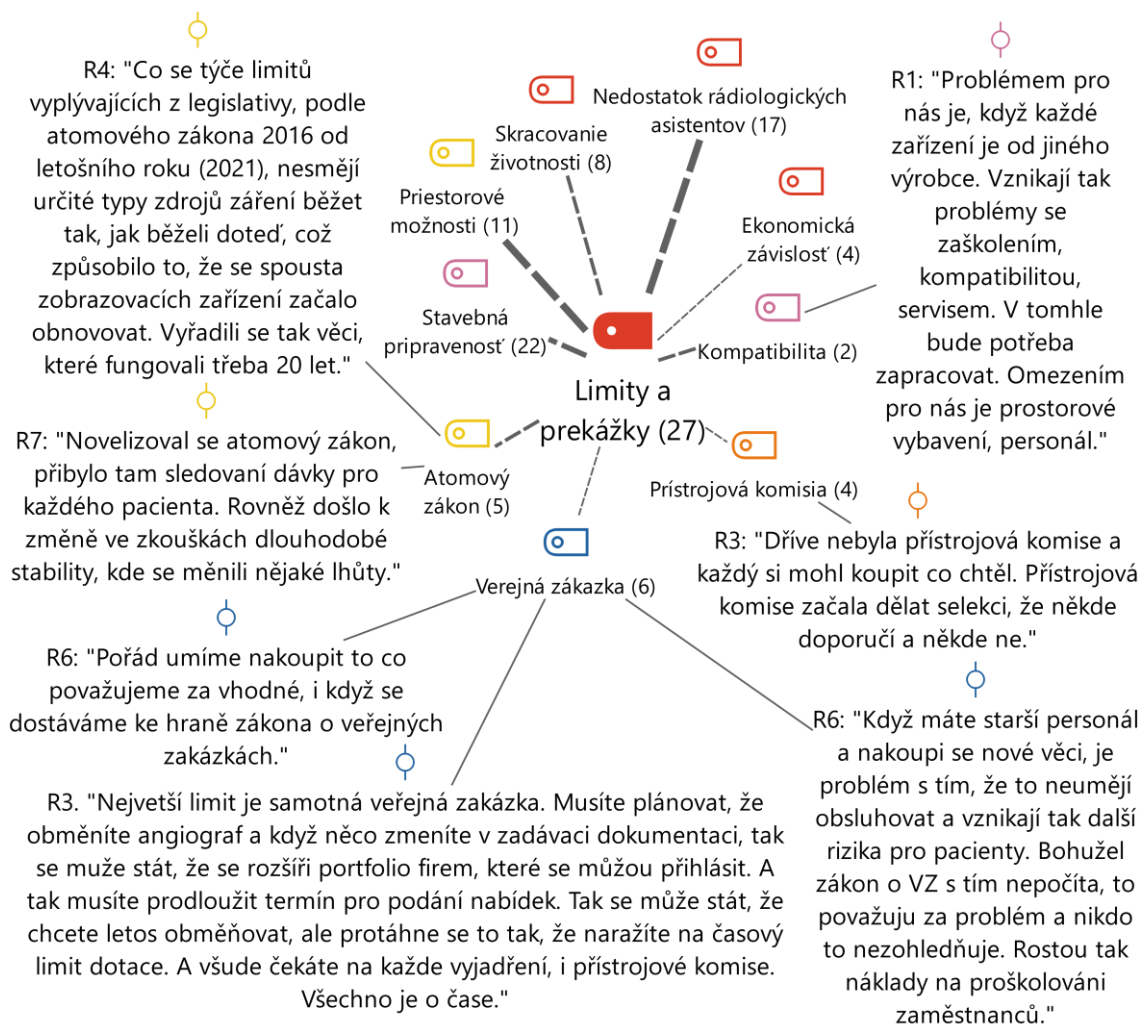 R4: "Co se týče limitů
vyplývajících z legislativy, podle
atomového zákona 2016 od
letošního roku (2021), nesmějí
určité typy zdrojů záření běžet
tak, jak běželi doteď, což
způsobilo to, že se spousta
zobrazovacích zařízení začalo
obnovovat. Vyřadili se tak věci,
které fungovali třeba 20 let."
Nedostatok rádiologických
asistentov (17)
Skracovanie
životnosti (8)
Priestorové
možnosti (11)
Ekonomická
závislosť (4)
Stavebná
pripravenosť (22)
Kompatibilita (2)
Limity a
prekážky (27)
R1: "Problémem pro
nás je, když každé
zařízení je od jiného
výrobce. Vznikají tak
problémy se
zaškolením,
kompatibilitou,
servisem. V tomhle
bude potřeba
zapracovat. Omezením
pro nás je prostorové
vybavení, personál."
R7: "Novelizoval se atomový zákon,
přibylo tam sledovaní dávky pro
každého pacienta. Rovněž došlo k
změně ve zkouškách dlouhodobé
stability, kde se měnili nějaké lhůty."
Atomový
zákon (5)
Prístrojová komisia (4)
Verejná zákazka (6)
R3: "Dříve nebyla přístrojová komise a
každý si mohl koupit co chtěl. Přístrojová
komise začala dělat selekci, že někde
doporučí a někde ne."
R6: "Pořád umíme nakoupit to co
považujeme za vhodné, i když se
dostáváme ke hraně zákona o veřejných
zakázkách."
R3. "Nejvetší limit je samotná veřejná zakázka. Musíte plánovat, že
obměníte angiograf a když něco zmeníte v zadávaci dokumentaci, tak
se muže stát, že se rozšíři portfolio firem, které se můžou přihlásit. A
tak musíte prodloužit termín pro podání nabídek. Tak se může stát, že
chcete letos obměňovat, ale protáhne se to tak, že naražíte na časový
limit dotace. A všude čekáte na každe vyjadření, i přístrojové komise.
Všechno je o čase."
R6: "Když máte starší personál
a nakoupi se nové věci, je
problém s tím, že to neumějí
obsluhovat a vznikají tak další
rizika pro pacienty. Bohužel
zákon o VZ s tím nepočíta, to
považuju za problém a nikdo
to nezohledňuje. Rostou tak
náklady na proškolováni
zaměstnanců."